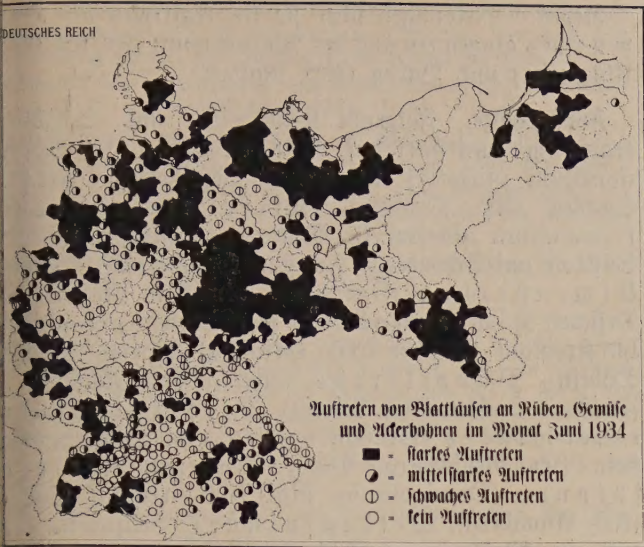 DEUTSCHES REICH
Auftreten von Blattläusen an Rüben, Gemüse
und Ackerbohnen im Monat Juni 1934
= starkes Auftreten
= mittelstarkes Auftreten
= schwaches Auftreten
= kein Auftreten